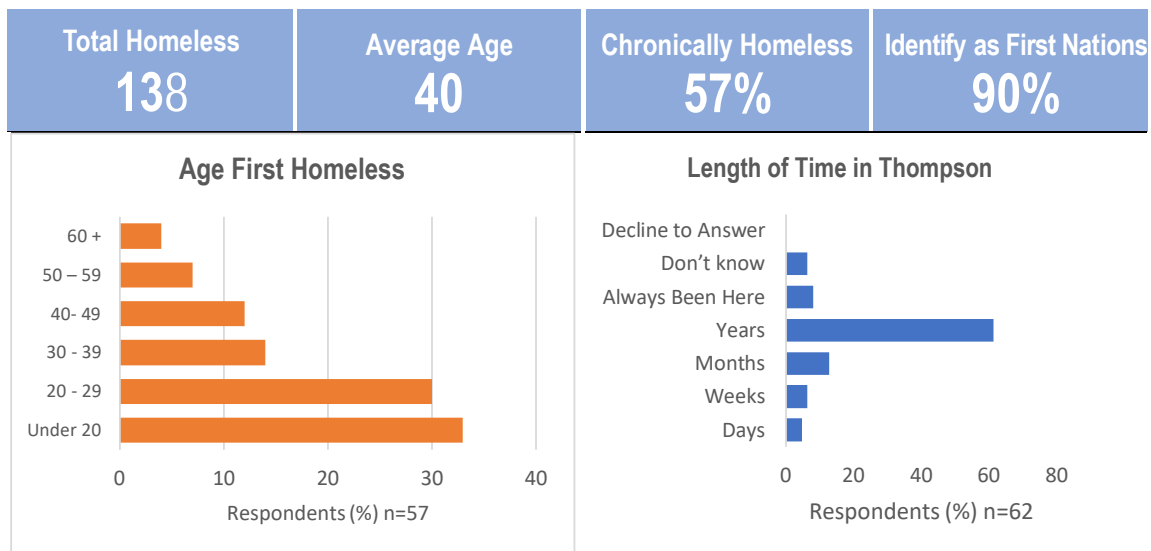 Total Homeless
138
Average Age
40
Chronically Homeless
57%
Identify as First Nations
90%
Age First Homeless
60 +
50 – 59
40- 49
30 - 39
20 - 29
Under 20
0 10 20 30 40
Respondents (%) n=57
Length of Time in Thompson
Decline to Answer
Don’t know
Always Been Here
Years
Months
Weeks
Days
0 20 40 60 80
Respondents (%) n=62